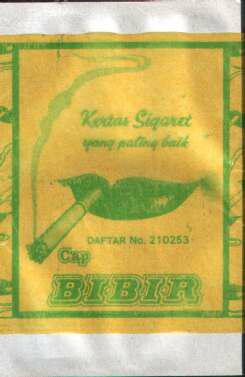 Kertas Sigaret
yang paling baik
DAFTAR No. 210253
Cap
BIBIR